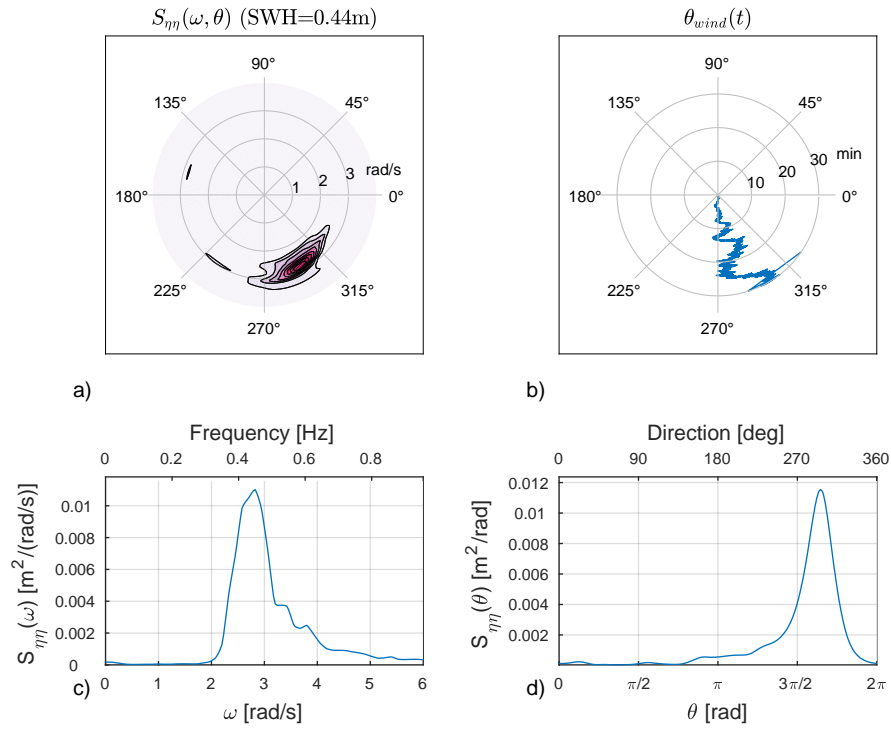 S_ηη(ω, θ) (SWH=0.44m)
90°
135°
45°
rad/s
180°
1
2
3
0°
225°
315°
270°
a)
θ_wind(t)
90°
135°
45°
min
180°
10
20
30
0°
225°
315°
270°
b)
Frequency [Hz]
0
0.2
0.4
0.6
0.8
S_ηη(ω) [m²/(rad/s)]
0.01
0.008
0.006
0.004
0.002
0
0
1
2
3
4
5
6
c)
ω [rad/s]
Direction [deg]
0
90
180
270
360
S_ηη(θ) [m²/rad]
0.012
0.01
0.008
0.006
0.004
0.002
0
π/2
π
3π/2
2π
d)
θ [rad]